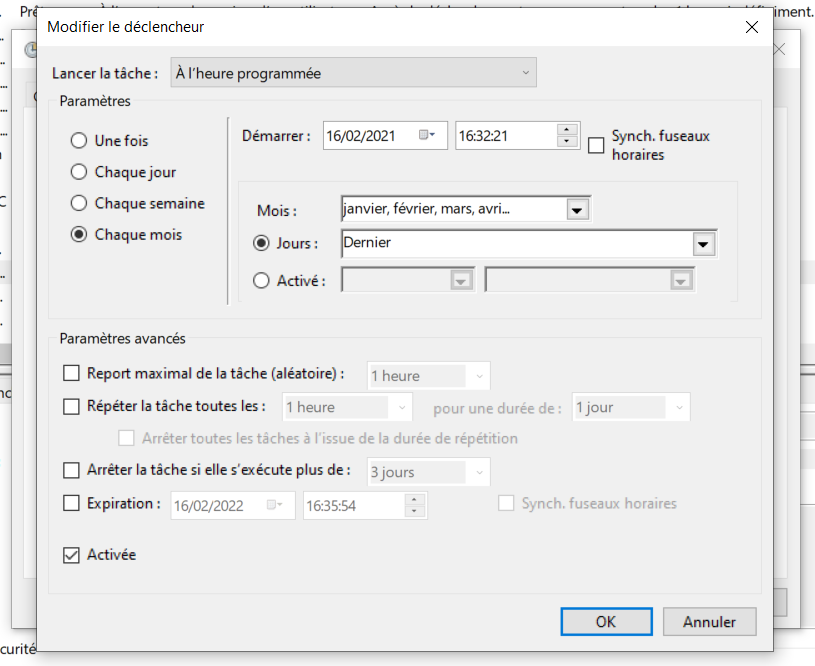 Modifier le déclencheur
Lancer la tâche : À l'heure programmée
Paramètres
Une fois
Chaque jour
Chaque semaine
Chaque mois
Démarrer : 16/02/2021 16:32:21 Synch. fuseaux horaires
Mois : janvier, février, mars, avri...
Jours : Dernier
Activé :
Paramètres avancés
Report maximal de la tâche (aléatoire) : 1 heure
Répéter la tâche toutes les : 1 heure pour une durée de : 1 jour
Arrêter toutes les tâches à l'issue de la durée de répétition
Arrêter la tâche si elle s'exécute plus de : 3 jours
Expiration : 16/02/2022 16:35:54 Synch. fuseaux horaires
Activée
OK Annuler